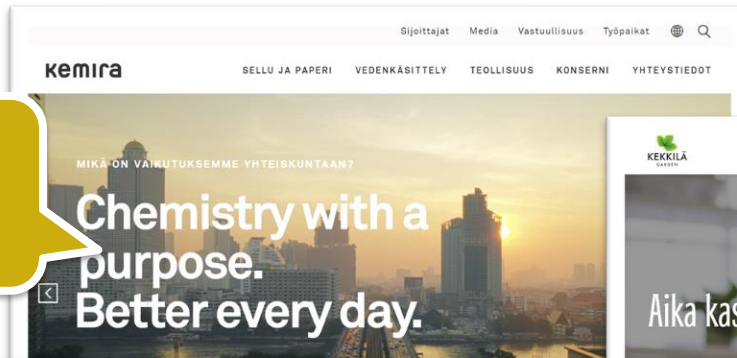 Sijoittajat Media Vastuullisuus Työpaikat
kemira
SELLU JA PAPERI VEDENKÄSITTELY TEOLLISUUS KONSERNI YHTEYSTIEDOT
MIKÄ ON VAIKUTUKSEMME YHTEISKUNTAAN?
Chemistry with a
purpose.
Better every day.
KEKKILÄ
GARDEN
Aika